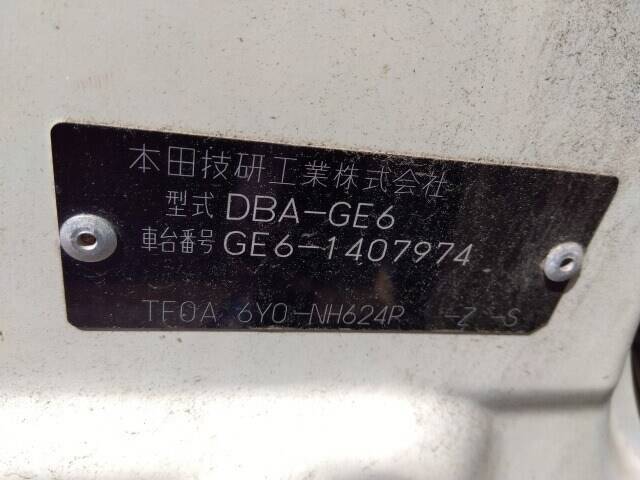 本田技研工業株式会社
型式 DBA-GE6
車台番号 GE6-1407974
TF0A 6Y0-NH624P -Z -S